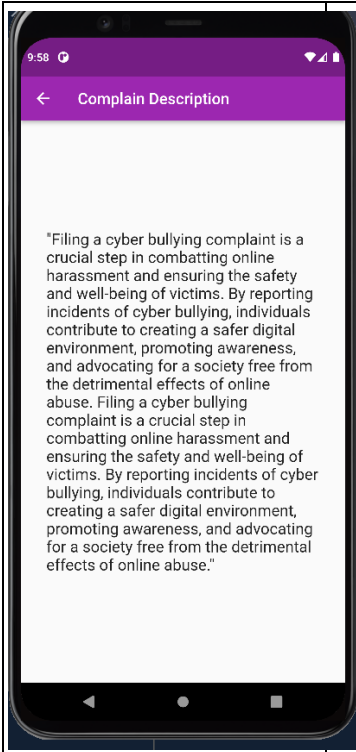 9:58
Complain Description
"Filing a cyber bullying complaint is a
crucial step in combatting online
harassment and ensuring the safety
and well-being of victims. By reporting
incidents of cyber bullying, individuals
contribute to creating a safer digital
environment, promoting awareness,
and advocating for a society free from
the detrimental effects of online
abuse. Filing a cyber bullying
complaint is a crucial step in
combatting online harassment and
ensuring the safety and well-being of
victims. By reporting incidents of cyber
bullying, individuals contribute to
creating a safer digital environment,
promoting awareness, and advocating
for a society free from the detrimental
effects of online abuse."